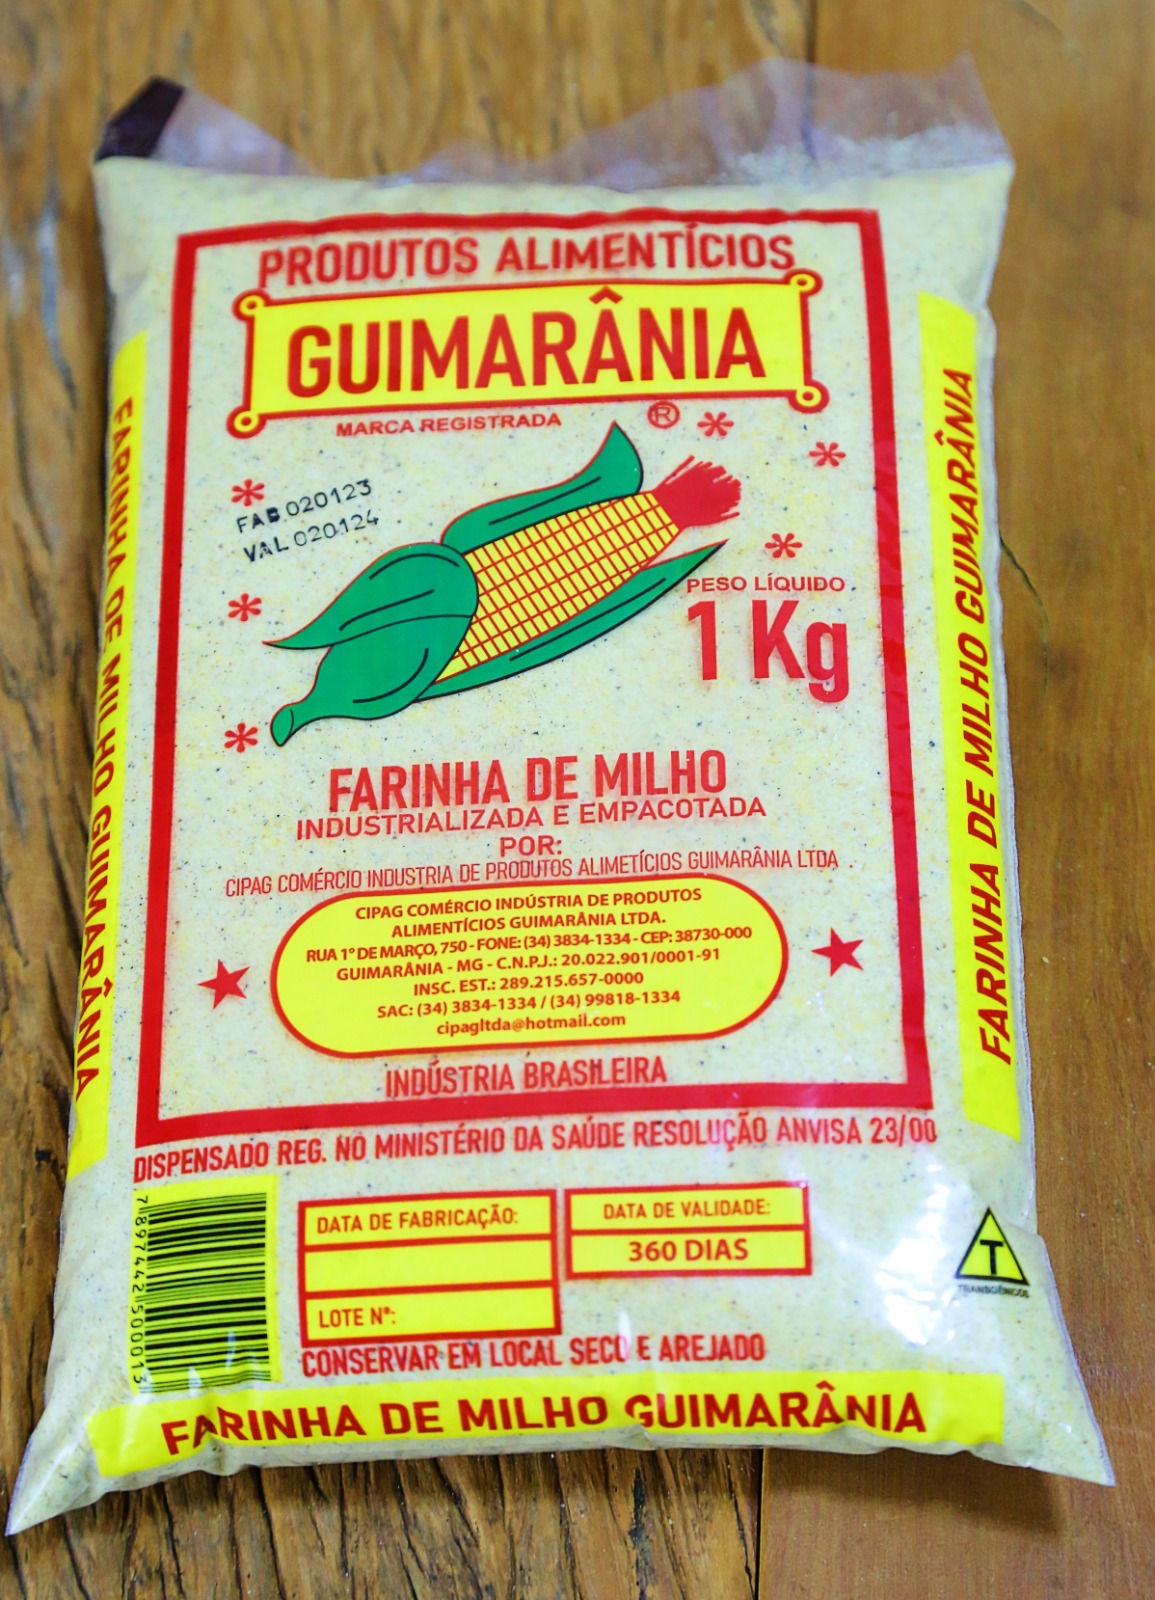 PRODUTOS ALIMENTÍCIOS
GUIMARÂNIA
MARCA REGISTRADA
®
FAB 020123
VAL 020124
PESO LÍQUIDO
1 Kg
FARINHA DE MILHO
INDUSTRIALIZADA E EMPACOTADA
POR:
CIPAG COMÉRCIO INDUSTRIA DE PRODUTOS ALIMETÍCIOS GUIMARÂNIA LTDA .
CIPAG COMÉRCIO INDÚSTRIA DE PRODUTOS
ALIMENTÍCIOS GUIMARÂNIA LTDA.
RUA 1º DE MARÇO, 750 - FONE: (34) 3834-1334 - CEP: 38730-000
GUIMARÂNIA - MG - C.N.P.J.: 20.022.901/0001-91
INSC. EST.: 289.215.657-0000
SAC: (34) 3834-1334 / (34) 99818-1334
cipagltda@hotmail.com
INDÚSTRIA BRASILEIRA
DISPENSADO REG. NO MINISTÉRIO DA SAÚDE RESOLUÇÃO ANVISA 23/00
FARINHA DE MILHO GUIMARÂNIA
FARINHA DE MILHO GUIMARÂNIA
7897442500013
DATA DE FABRICAÇÃO:
LOTE Nº:
DATA DE VALIDADE:
360 DIAS
T
TRANSGÊNICOS
CONSERVAR EM LOCAL SECO E AREJADO
FARINHA DE MILHO GUIMARÂNIA